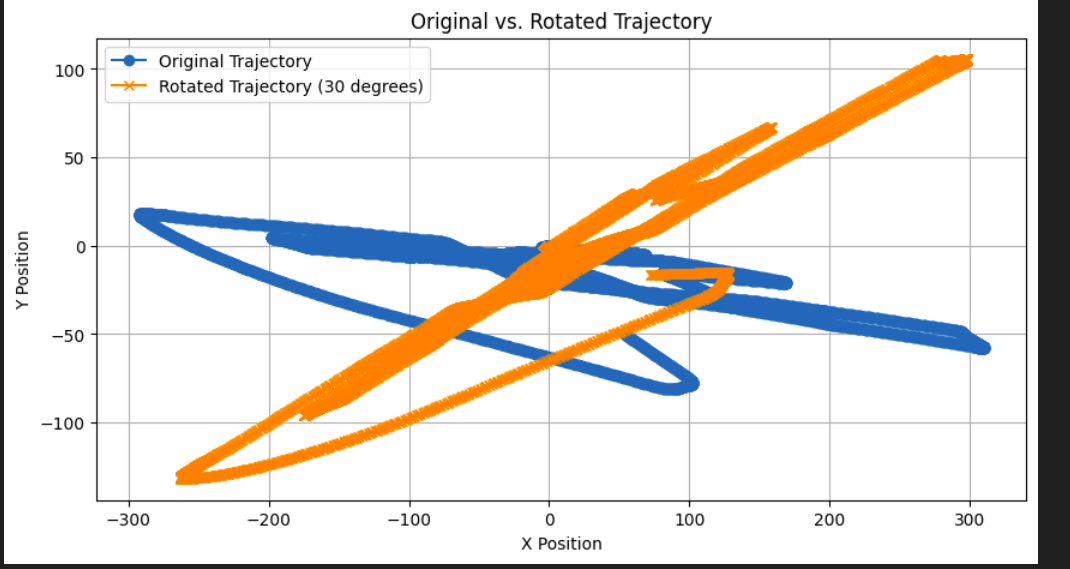 Original vs. Rotated Trajectory
Original Trajectory
Rotated Trajectory (30 degrees)
100
50
0
−50
−100
Y Position
−300
−200
−100
0
100
200
300
X Position